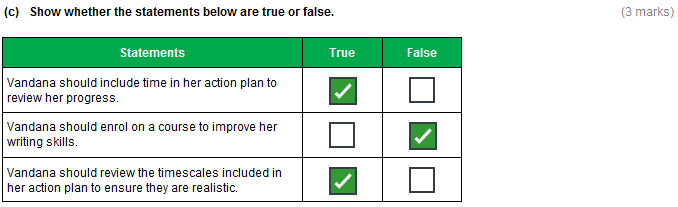 (c) Show whether the statements below are true or false. (3 marks)
Statements True False
Vandana should include time in her action plan to
review her progress.
Vandana should enrol on a course to improve her
writing skills.
Vandana should review the timescales included in
her action plan to ensure they are realistic.